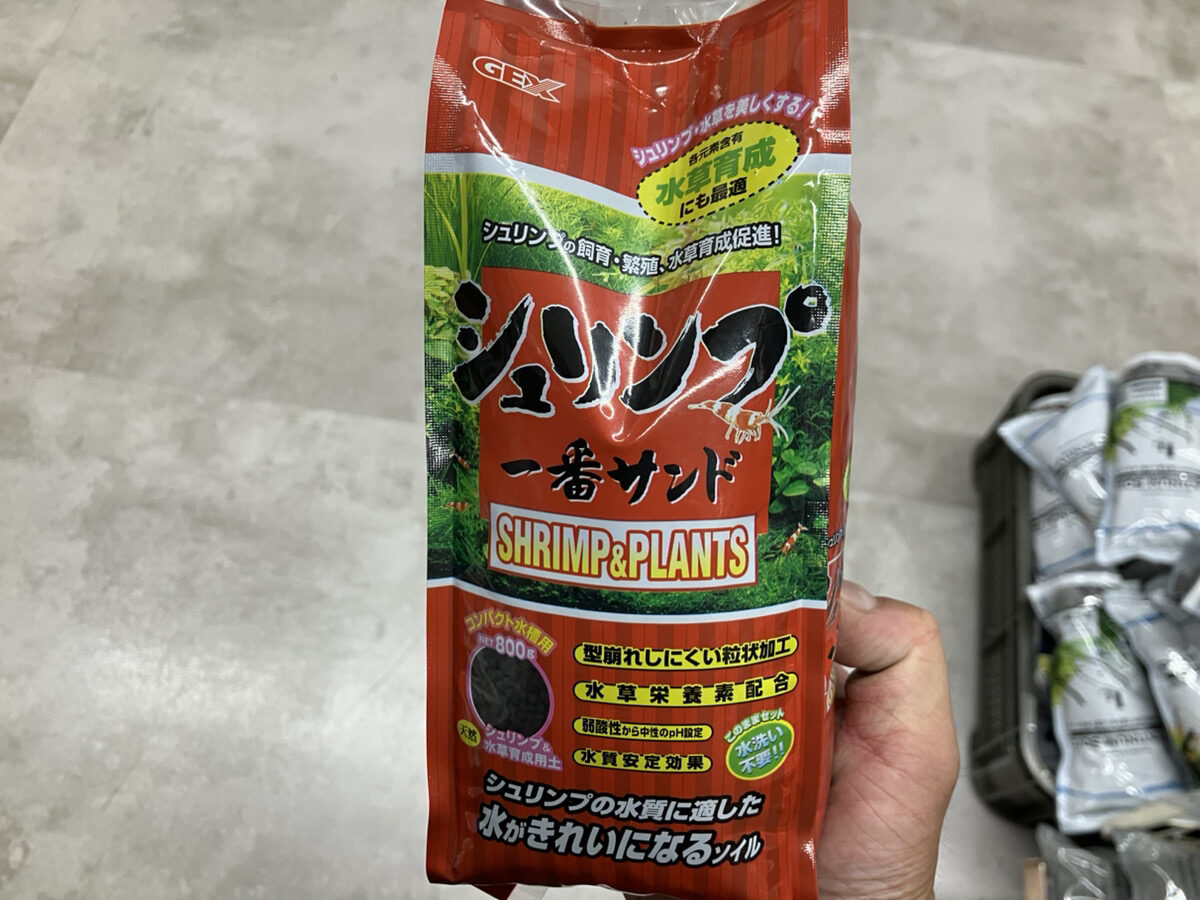 GEX
シュリンプ・水草を美しくする!
各元素含有
水草育成
にも最適
シュリンプの飼育・繁殖、水草育成促進!
シュリンプ
一番サンド
SHRIMP&PLANTS
コンパクト水槽用
NET 800g
天然
シュリンプ&
水草育成用土
型崩れしにくい粒状加工
水草栄養素配合
弱酸性から中性のpH設定
水質安定効果
このままセット
水洗い
不要!!
シュリンプの水質に適した
水がきれいになるソイル